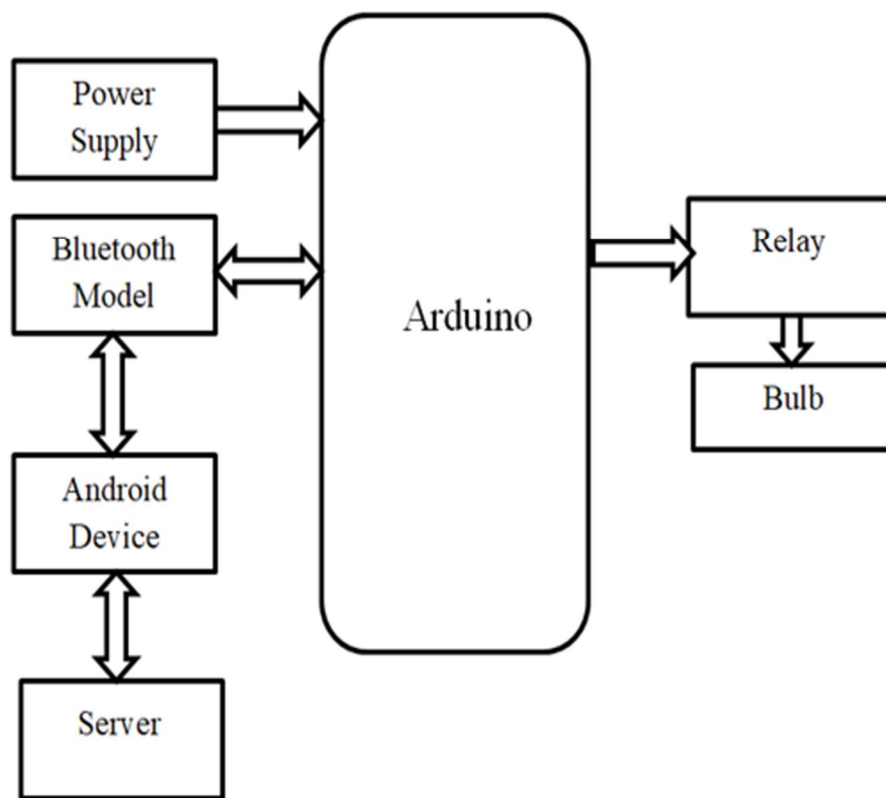 Power
Supply
Bluetooth
Model
Android
Device
Server
Arduino
Relay
Bulb